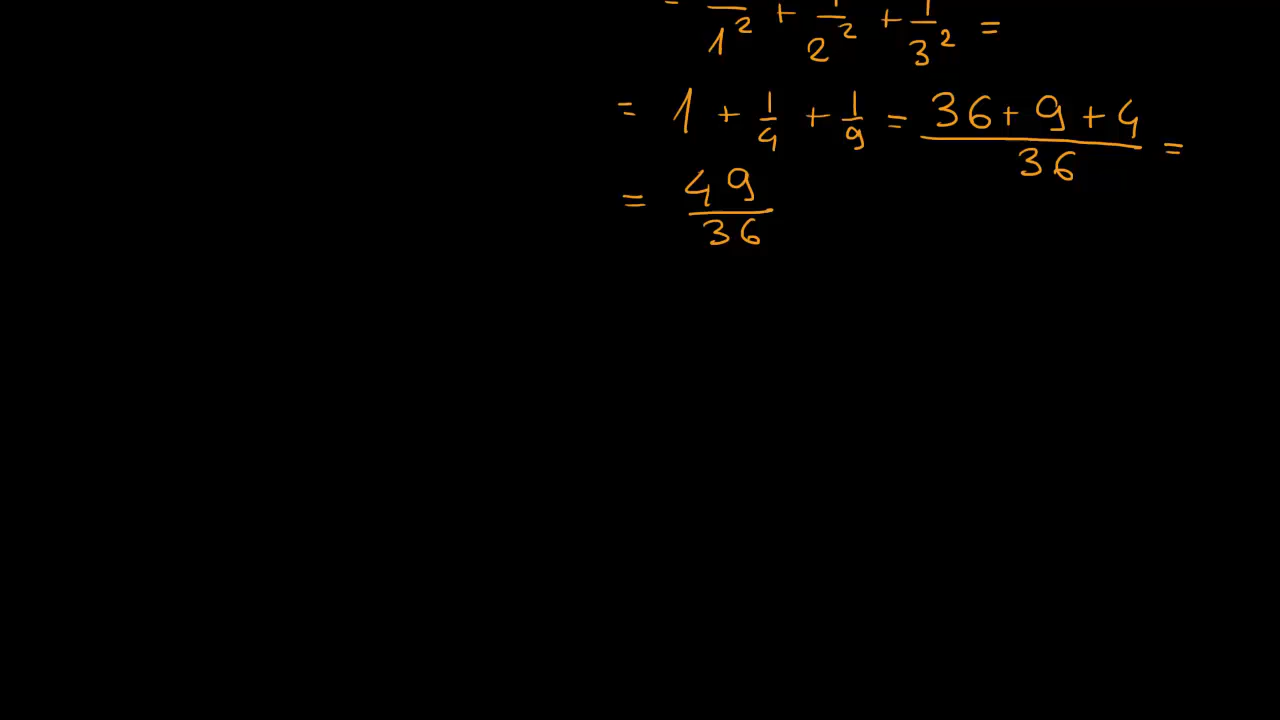 = 1/1² + 1/2² + 1/3² =
= 1 + 1/4 + 1/9 = (36 + 9 + 4)/36 =
= 49/36